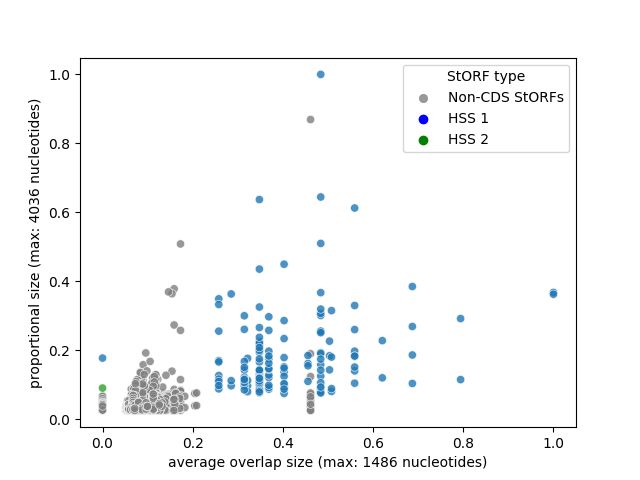 StORF type
Non-CDS StORFs
HSS 1
HSS 2
1.0
0.8
0.6
0.4
0.2
0.0
proportional size (max: 4036 nucleotides)
0.0 0.2 0.4 0.6 0.8 1.0
average overlap size (max: 1486 nucleotides)